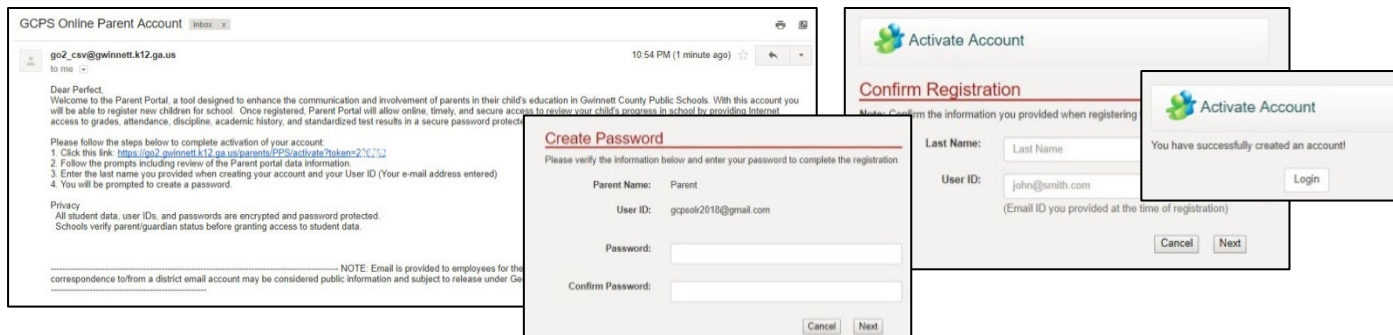 GCPS Online Parent Account Inbox x
go2_csv@gwinnett.k12.ga.us 10:54 PM (1 minute ago)
to me
Dear Perfect,
Welcome to the Parent Portal, a tool designed to enhance the communication and involvement of parents in their child's education in Gwinnett County Public Schools. With this account you
will be able to register new children for school. Once registered, Parent Portal will allow online, timely, and secure access to review your child's progress in school by providing Internet
access to grades, attendance, discipline, academic history, and standardized test results in a secure password
Please follow the steps below to complete activation of your account:
1. Click this link: https://go2.gwinnett.k12.ga.us/parents/PPS/activate?token=2
2. Follow the prompts including review of the Parent portal data information.
3. Enter the last name you provided when creating your account and your User ID (Your e-mail address entered)
4. You will be prompted to create a password.
Privacy
All student data, user IDs, and passwords are encrypted and password protected.
Schools verify parent/guardian status before granting access to student data.
NOTE: Email is provided to employees for the
correspondence to/from a district email account may be considered public information and subject to release under
Create Password
Please verify the information below and enter your password to complete the registration
Parent Name: Parent
User ID: gcpsolr2018@gmail.com
Password:
Confirm Password:
Cancel Next
Activate Account
Confirm Registration
Note: Confirm the information you provided when registering
Last Name: Last Name
User ID: john@smith.com
(Email ID you provided at the time of registration)
Cancel Next
Activate Account
You have successfully created an account!
Login